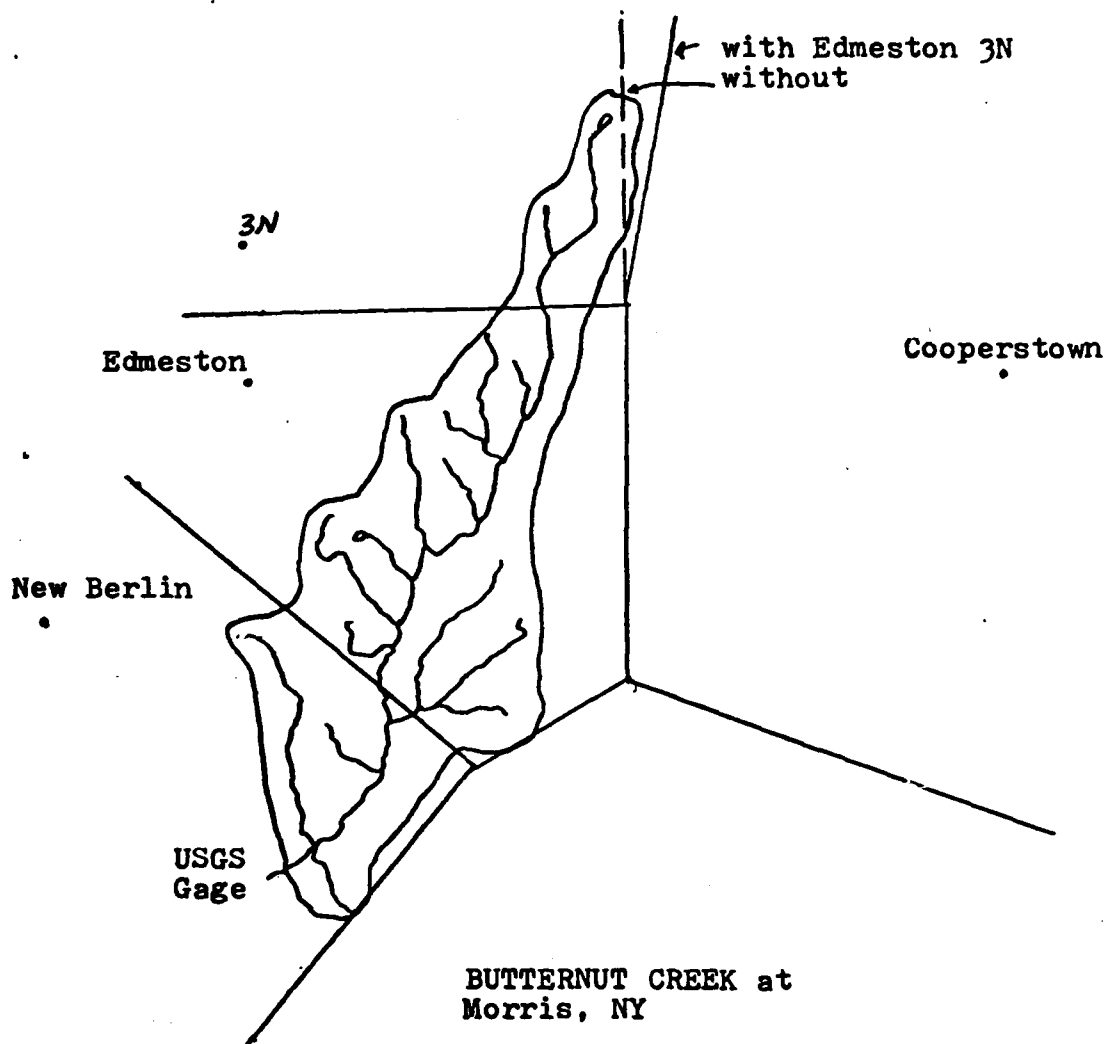 with Edmeston 3N
without
3N
Edmeston
Cooperstown
New Berlin
USGS
Gage
BUTTERNUT CREEK at
Morris, NY